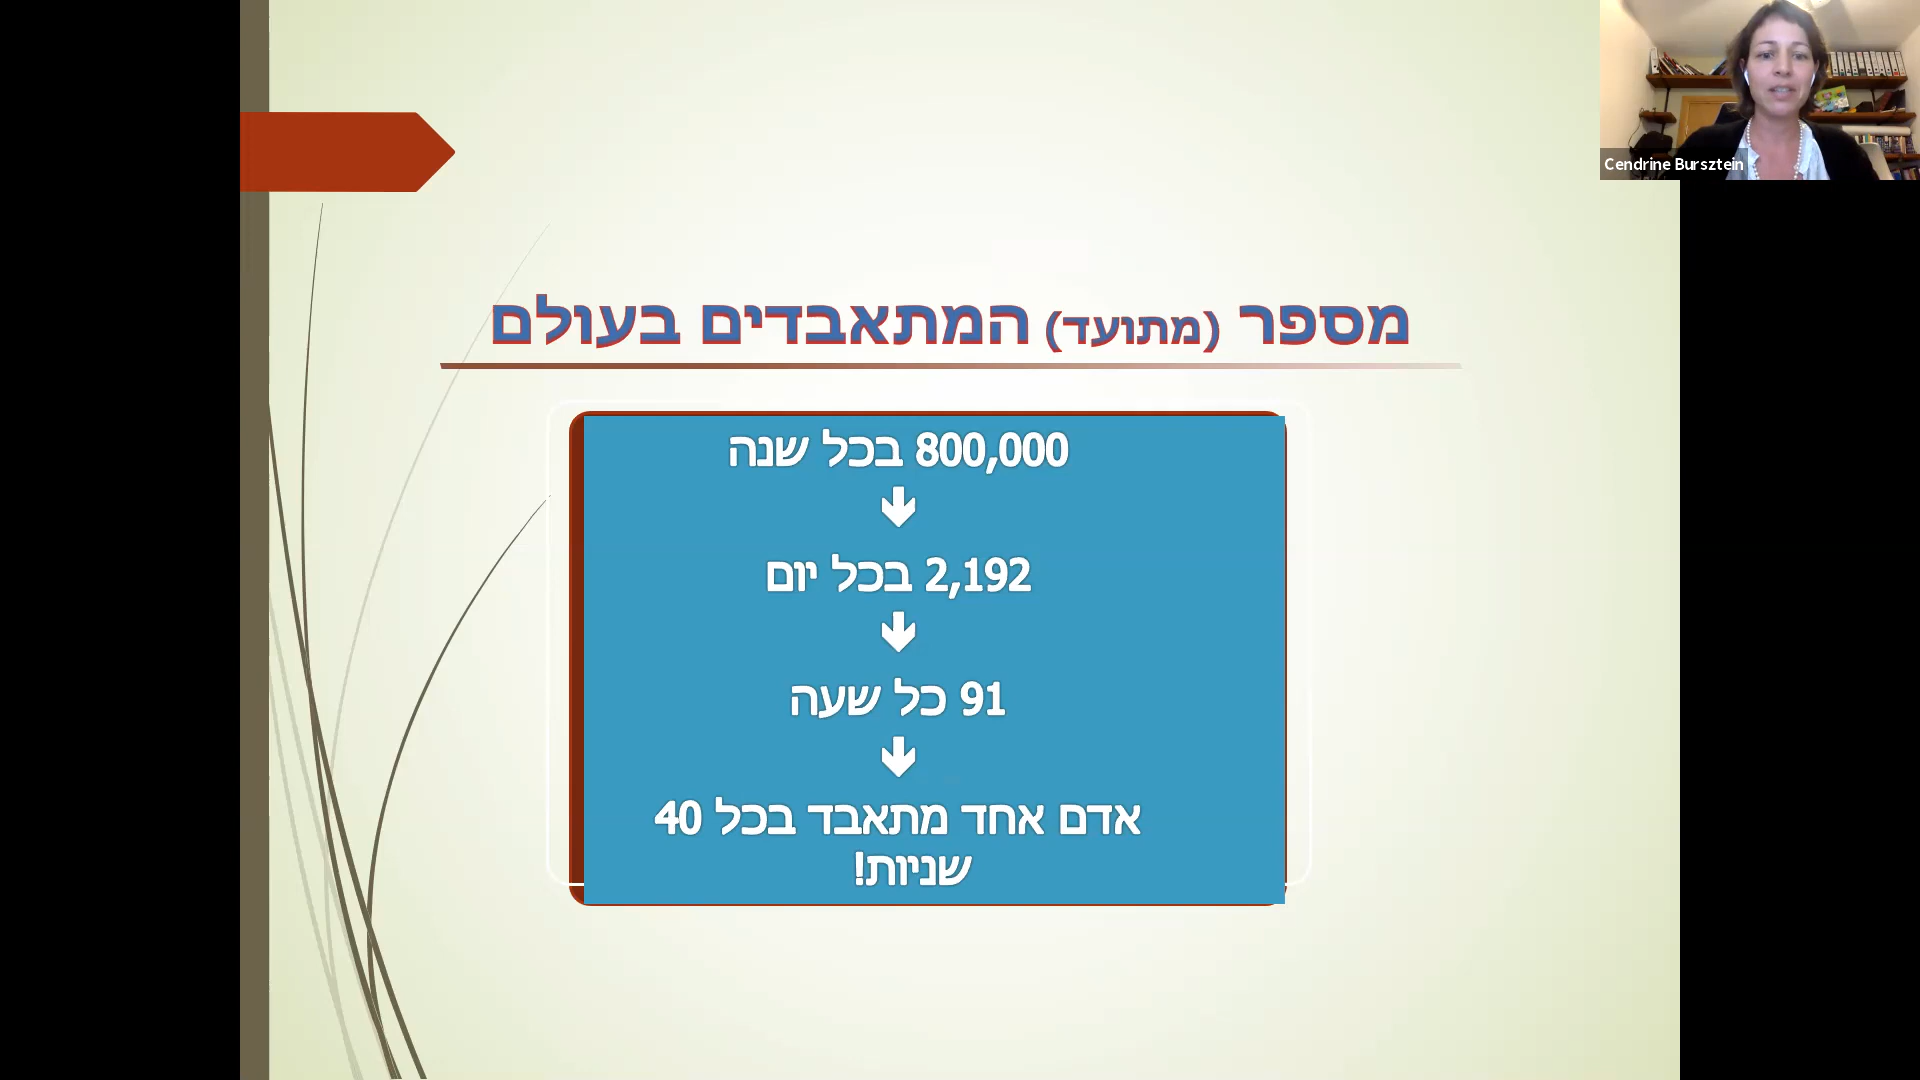 מספר (מתועד) המתאבדים בעולם
800,000 בכל שנה
2,192 בכל יום
91 כל שעה
אדם אחד מתאבד בכל 40
שניות!
Cendrine Bursztein